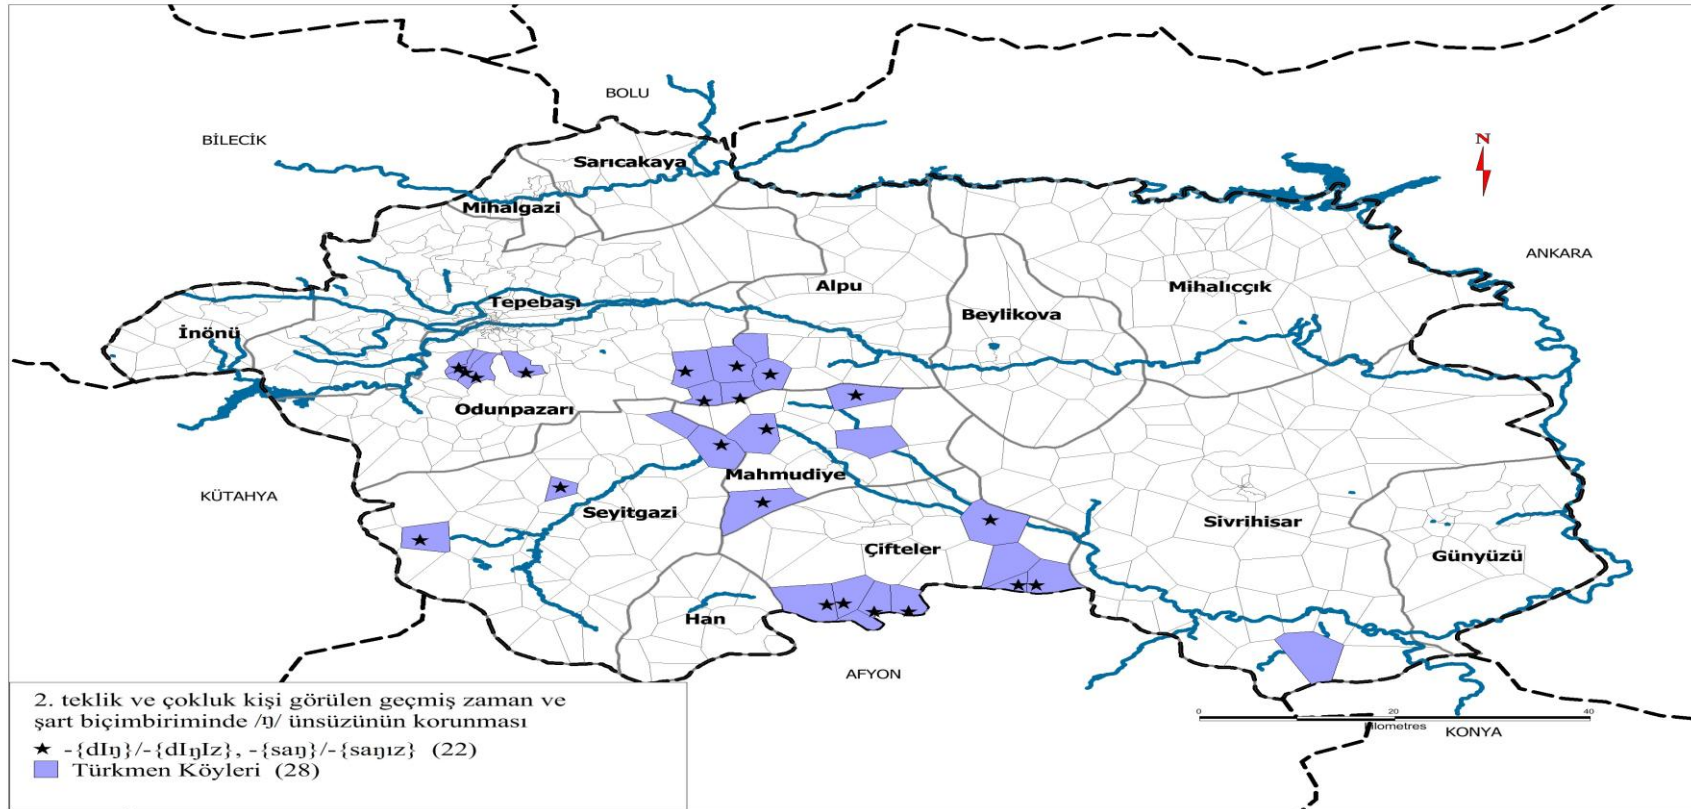 BOLU
BİLECİK
Sarıcakaya
N
Mihalgazi
ANKARA
Alpu
Mihalıççık
Tepebaşı
Beylikova
İnönü
Odunpazarı
Mahmudiye
KÜTAHYA
Seyitgazi
Sivrihisar
Çifteler
Günyüzü
Han
AFYON
0 20 40
Kilometres
KONYA
2. teklik ve çokluk kişi görülen geçmiş zaman ve
şart biçimbiriminde /ŋ/ ünsüzünün korunması
★ -{dIŋ}/-{dIŋIz}, -{saŋ}/-{saŋız} (22)
Türkmen Köyleri (28)